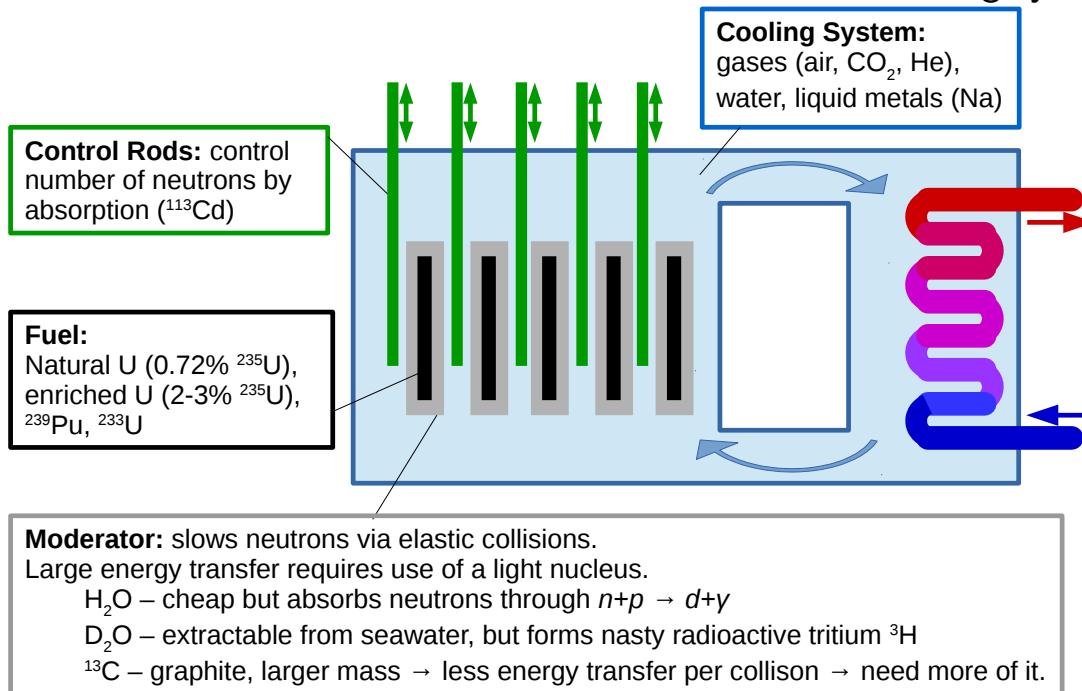 Cooling System:
gases (air, CO₂, He),
water, liquid metals (Na)
Control Rods: control
number of neutrons by
absorption (¹¹³Cd)
Fuel:
Natural U (0.72% ²³⁵U),
enriched U (2-3% ²³⁵U),
²³⁹Pu, ²³³U
Moderator: slows neutrons via elastic collisions.
Large energy transfer requires use of a light nucleus.
H₂O – cheap but absorbs neutrons through n+p → d+γ
D₂O – extractable from seawater, but forms nasty radioactive tritium ³H
¹³C – graphite, larger mass → less energy transfer per collison → need more of it.